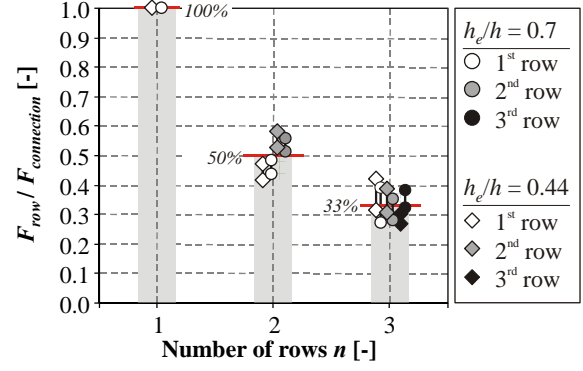 1.0
0.9
0.8
0.7
0.6
0.5
0.4
0.3
0.2
0.1
0.0
F_row / F_connection [-]
100%
50%
33%
1 2 3
Number of rows n [-]
h_e/h = 0.7
1st row
2nd row
3rd row
h_e/h = 0.44
1st row
2nd row
3rd row